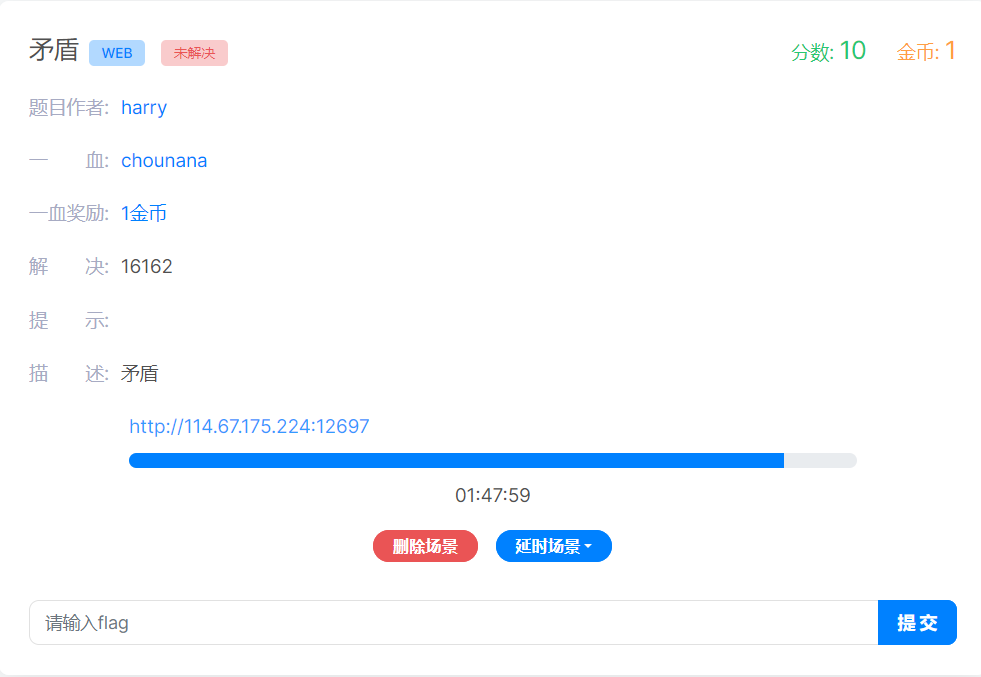 矛盾 WEB 未解决 分数: 10 金币: 1
题目作者: harry
一 血: chounana
一血奖励: 1金币
解 决: 16162
提 示:
描 述: 矛盾
http://114.67.175.224:12697
01:47:59
删除场景 延时场景
请输入flag 提交